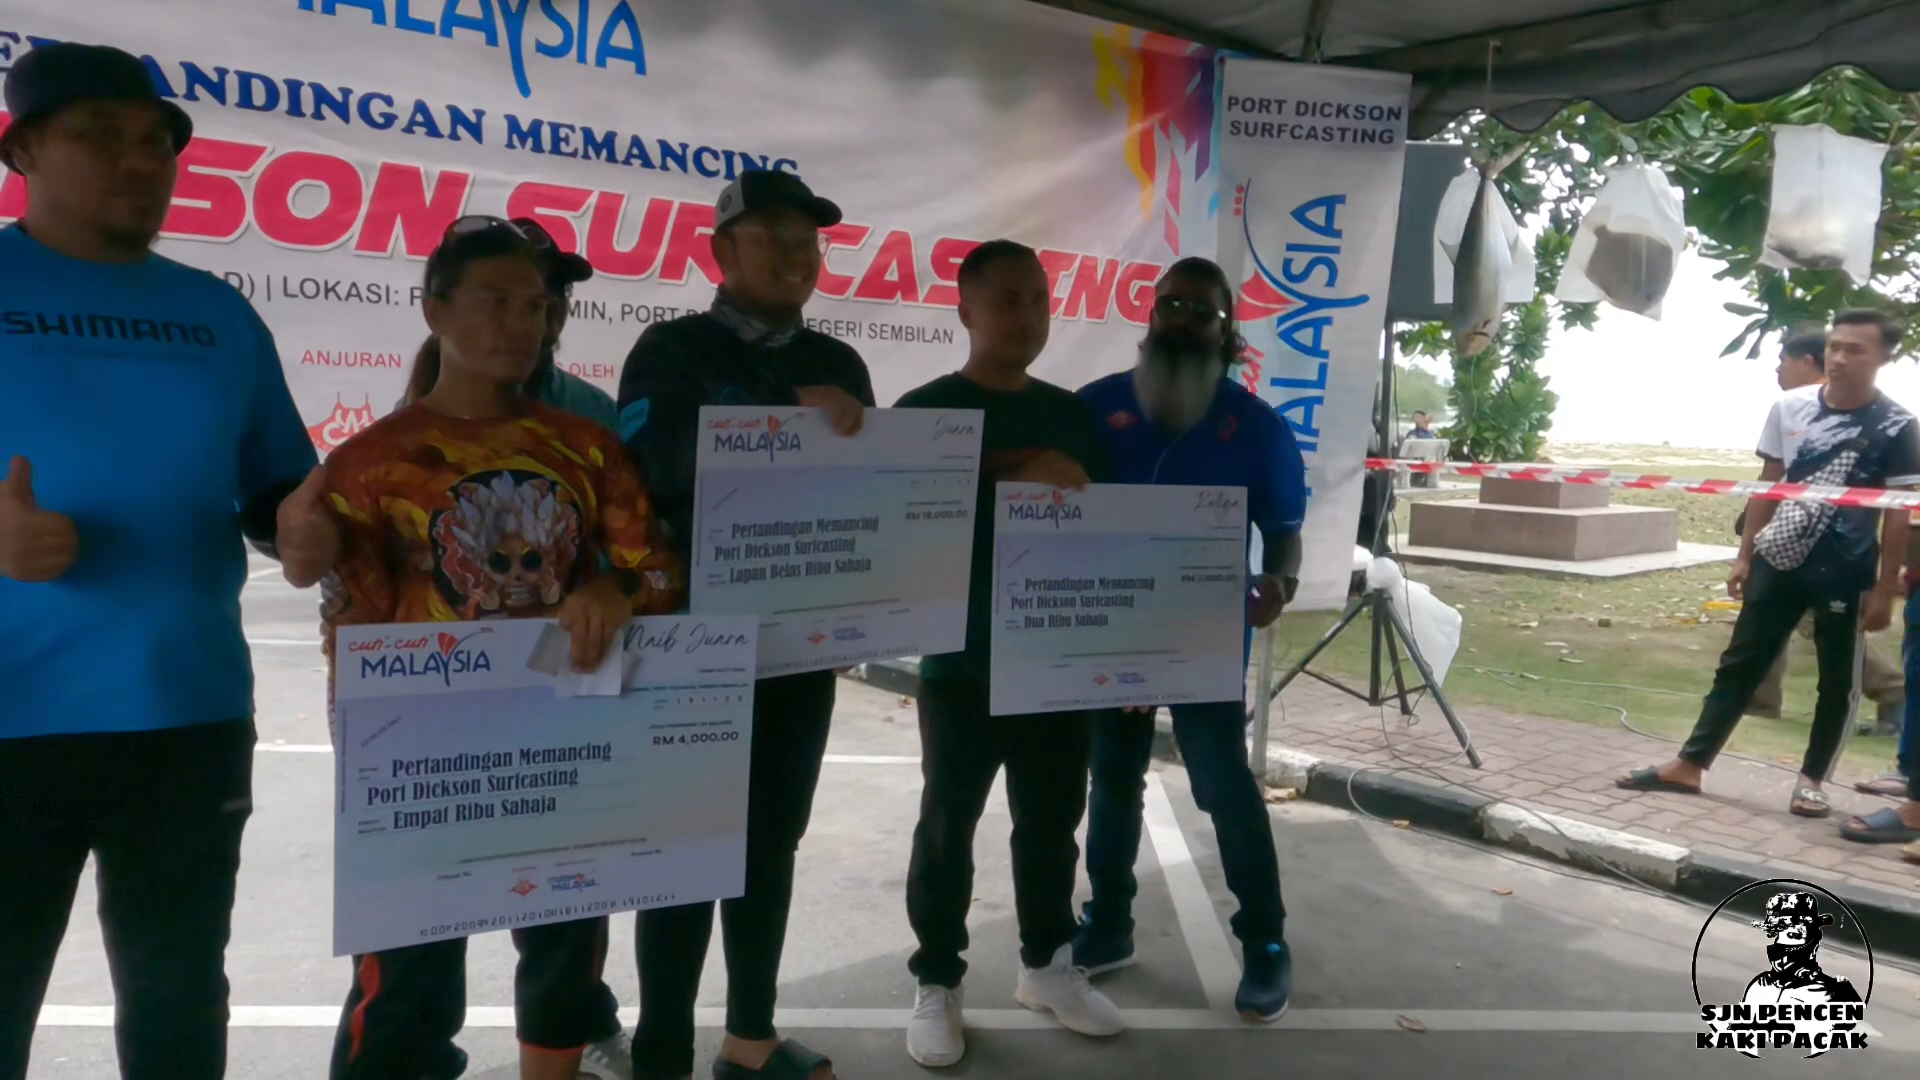 MALAYSIA
ANDINGAN MEMANCING
SON SURFCASTING
LOKASI:
MIN, PORT
EGERI SEMBILAN
ANJURAN
OLEH
PORT DICKSON
SURFCASTING
MALAYSIA
SHIMANO
cuti-cuti
MALAYSIA
Juara
RM 18,000.00
Pertandingan Memancing
Port Dickson Surfcasting
Lapan Belas Ribu Sahaja
MALAYSIA
Ketiga
RM 2,000.00
Pertandingan Memancing
Port Dickson Surfcasting
Dua Ribu Sahaja
cuti-cuti
MALAYSIA
Naib Juara
RM 4,000.00
Pertandingan Memancing
Port Dickson Surfcasting
Empat Ribu Sahaja
SJN PENCEN
KAKI PACAK